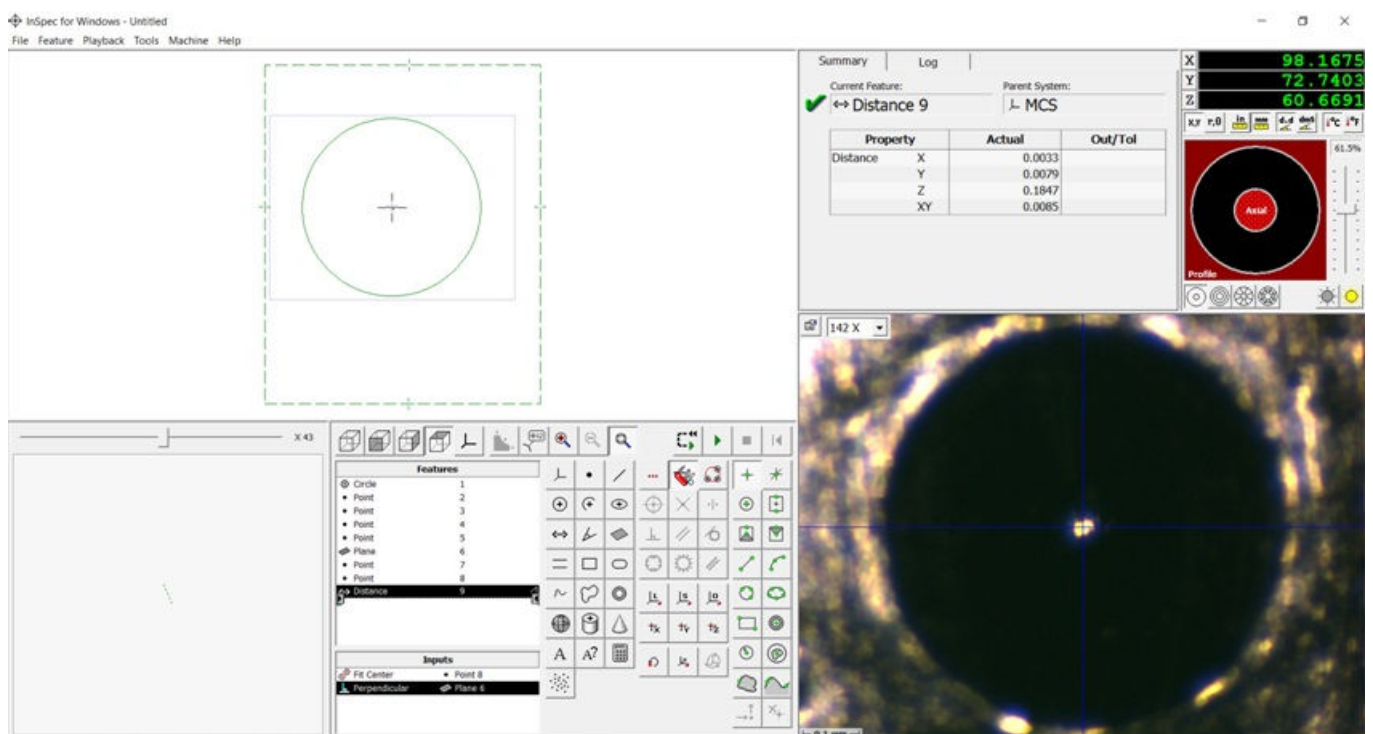 InSpec for Windows - Untitled
File Feature Playback Tools Machine Help
Summary Log
Current Feature: Parent System:
Distance 9 MCS
Property Actual Out/Tol
Distance X 0.0033
Y 0.0079
Z 0.1847
XY 0.0085
X 98.1675
Y 72.7403
Z 60.6691
x,y r,θ in mm d.d dms °C °F
61.5%
Axial
Profile
142 X
X 43
Features
Circle 1
Point 2
Point 3
Point 4
Point 5
Plane 6
Point 7
Point 8
Distance 9
Inputs
Fit Center Point 8
Perpendicular Plane 6
A A?